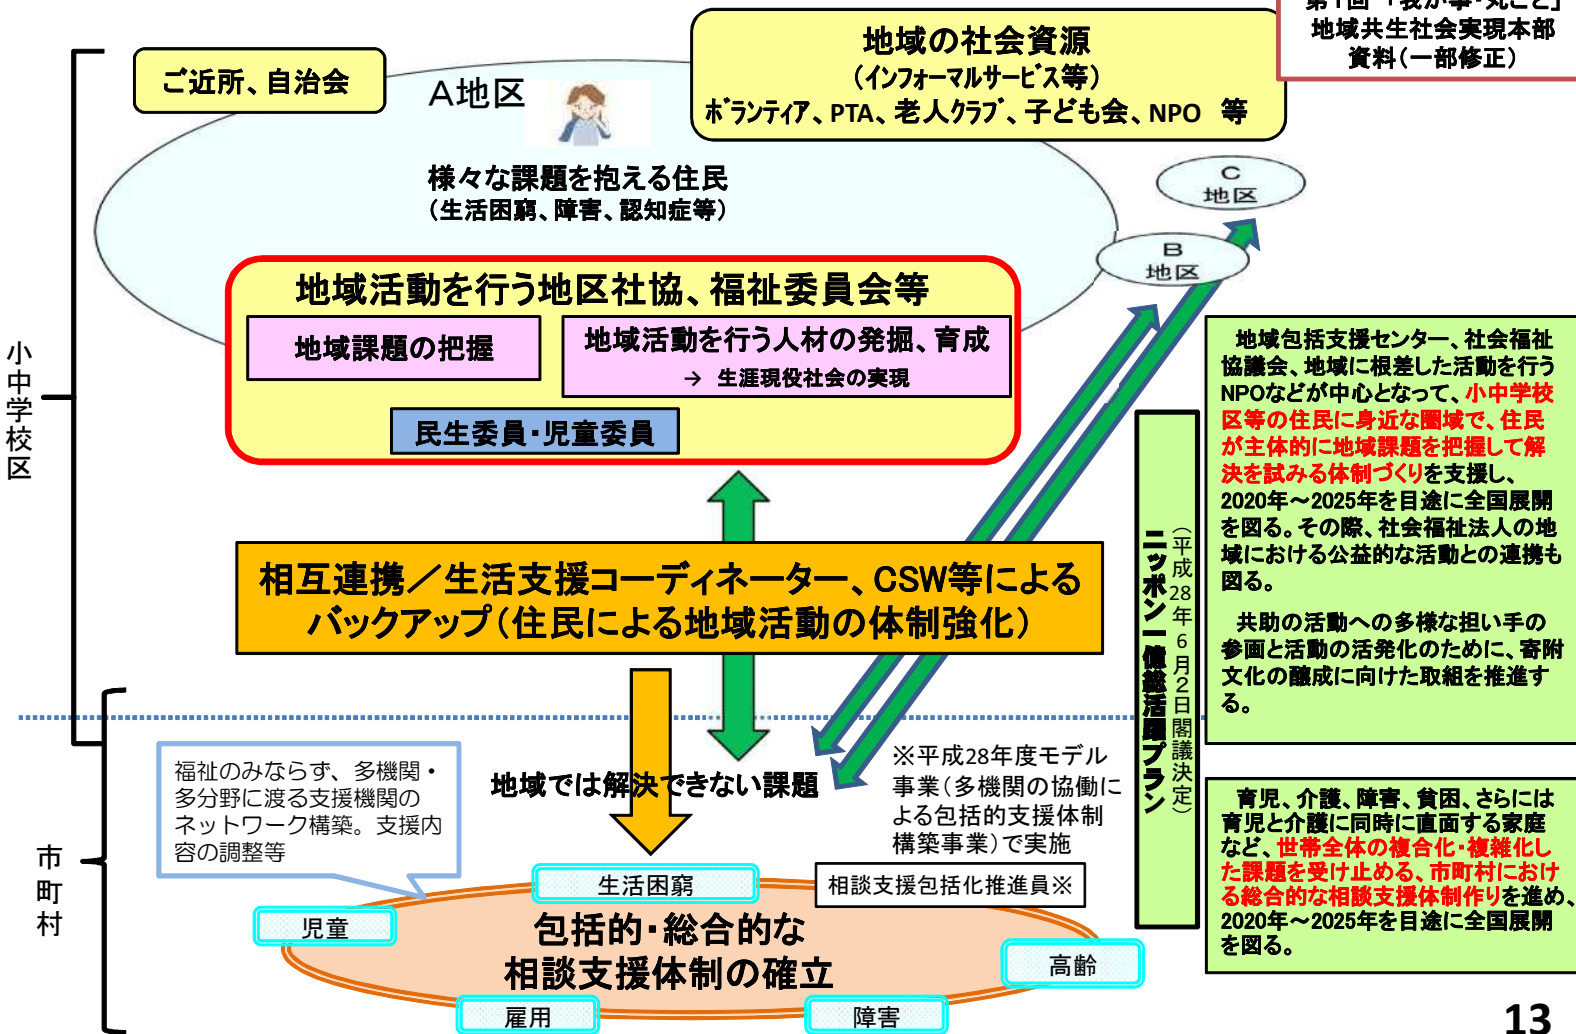 第1回 「我が事・丸ごと」
地域共生社会実現本部
資料(一部修正)
ご近所、自治会
A地区
地域の社会資源
(インフォーマルサービス等)
ボランティア、PTA、老人クラブ、子ども会、NPO 等
様々な課題を抱える住民
(生活困窮、障害、認知症等)
C
地区
B
地区
小中学校区
地域活動を行う地区社協、福祉委員会等
地域課題の把握
地域活動を行う人材の発掘、育成
→ 生涯現役社会の実現
民生委員・児童委員
相互連携/生活支援コーディネーター、CSW等による
バックアップ(住民による地域活動の体制強化)
地域では解決できない課題
※平成28年度モデル
事業(多機関の協働に
よる包括的支援体制
構築事業)で実施
市町村
福祉のみならず、多機関・
多分野に渡る支援機関の
ネットワーク構築。支援内
容の調整等
生活困窮
相談支援包括化推進員※
児童
包括的・総合的な
相談支援体制の確立
高齢
雇用
障害
ニッポン一億総活躍プラン
(平成28年6月2日閣議決定)
地域包括支援センター、社会福祉
協議会、地域に根差した活動を行う
NPOなどが中心となって、小中学校
区等の住民に身近な圏域で、住民
が主体的に地域課題を把握して解
決を試みる体制づくりを支援し、
2020年~2025年を目途に全国展開
を図る。その際、社会福祉法人の地
域における公益的な活動との連携も
図る。
共助の活動への多様な担い手の
参画と活動の活発化のために、寄附
文化の醸成に向けた取組を推進す
る。
育児、介護、障害、貧困、さらには
育児と介護に同時に直面する家庭
など、世帯全体の複合化・複雑化し
た課題を受け止める、市町村におけ
る総合的な相談支援体制作りを進め、
2020年~2025年を目途に全国展開
を図る。
13